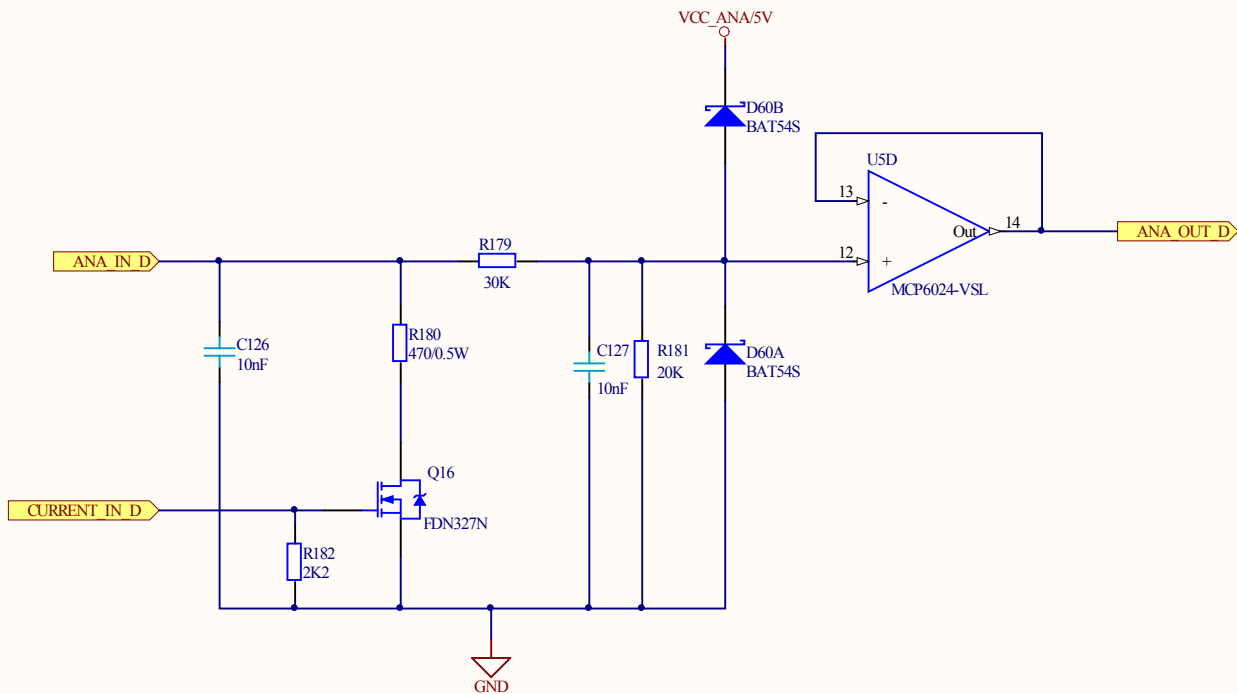 VCC_ANA/5V
D60B
BAT54S
U5D
13
-
14
Out
ANA_OUT_D
12
+
MCP6024-VSL
ANA_IN_D
R179
30K
R180
470/0.5W
C126
10nF
C127
10nF
R181
20K
D60A
BAT54S
Q16
FDN327N
CURRENT_IN_D
R182
2K2
GND